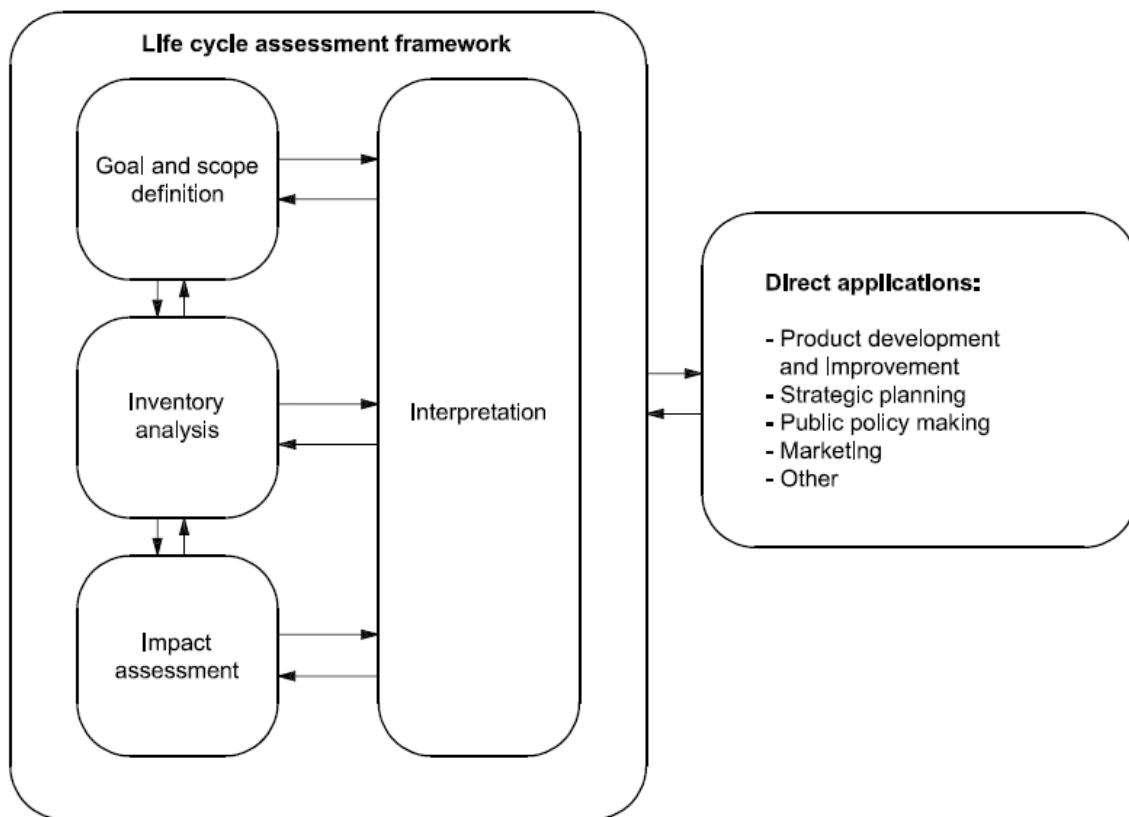 Life cycle assessment framework
Goal and scope
definition
Inventory
analysis
Impact
assessment
Interpretation
Direct applications:
- Product development
and Improvement
- Strategic planning
- Public policy making
- Marketing
- Other